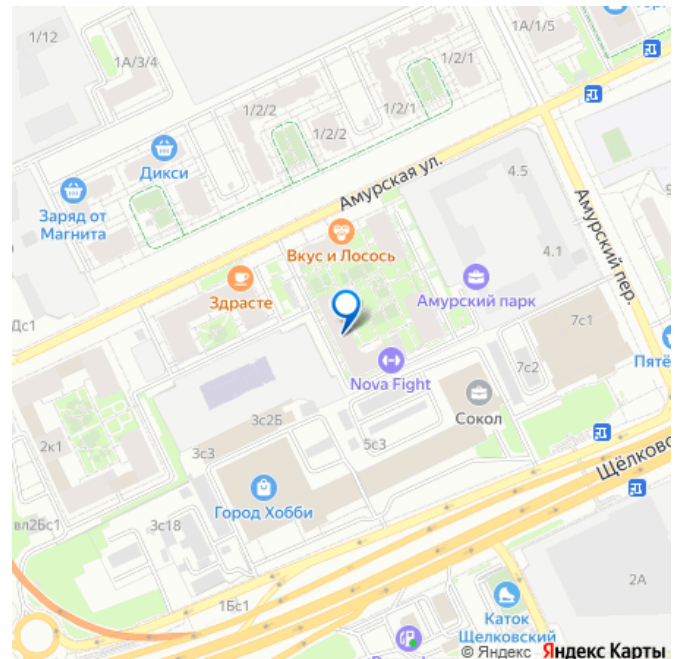 1/12
1А/3/4
1/2/1
1А/1/5
1/2/2
1/2/1
1/2/2
Дикси
Заряд от
Магнита
Амурская ул.
4.5
Вкус и Лосось
Амурский пер.
4.1
Здрасте
Амурский парк
7с1
Дс1
Nova Fight
7с2
Пятё
2к1
3с2Б
Сокол
3с3
5с3
Щёлковс
Город Хобби
вл2Бс1
3с18
2А
1Бс1
Каток
Щелковский
© Яндекс Яндекс Карты